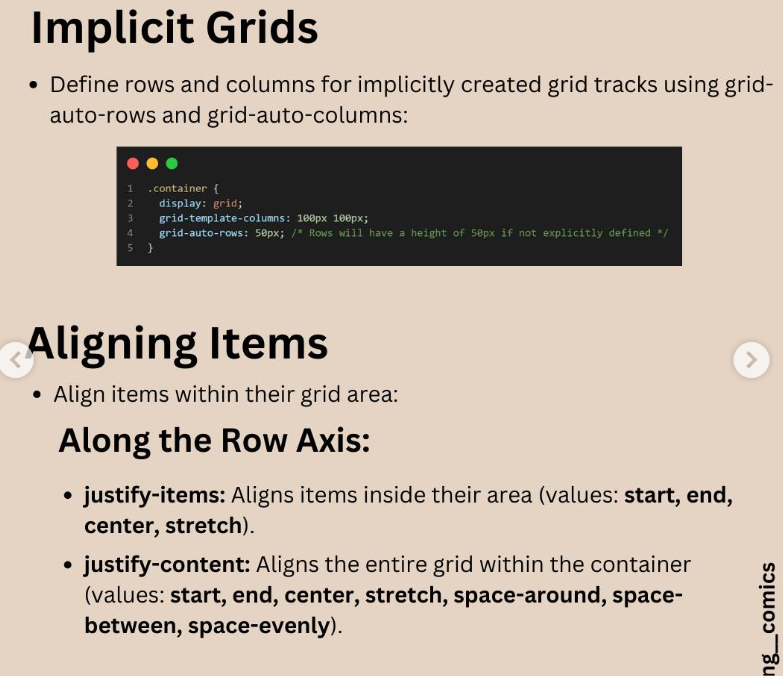 Implicit Grids
• Define rows and columns for implicitly created grid tracks using grid-
auto-rows and grid-auto-columns:
1 .container {
2 display: grid;
3 grid-template-columns: 100px 100px;
4 grid-auto-rows: 50px; /* Rows will have a height of 50px if not explicitly defined */
5 }
Aligning Items
• Align items within their grid area:
Along the Row Axis:
• justify-items: Aligns items inside their area (values: start, end,
center, stretch).
• justify-content: Aligns the entire grid within the container
(values: start, end, center, stretch, space-around, space-
between, space-evenly).
ng__comics